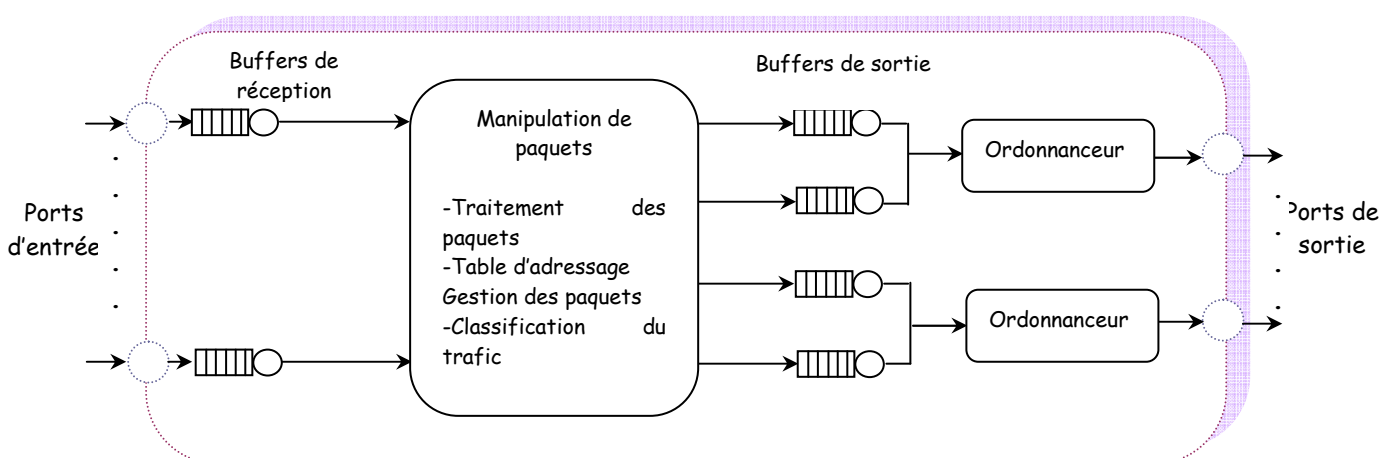 Buffers de
réception
Buffers de sortie
Manipulation de
paquets
-Traitement des
paquets
-Table d'adressage
Gestion des paquets
-Classification du
trafic
Ordonnanceur
Ordonnanceur
Ports
d'entrée
Ports de
sortie